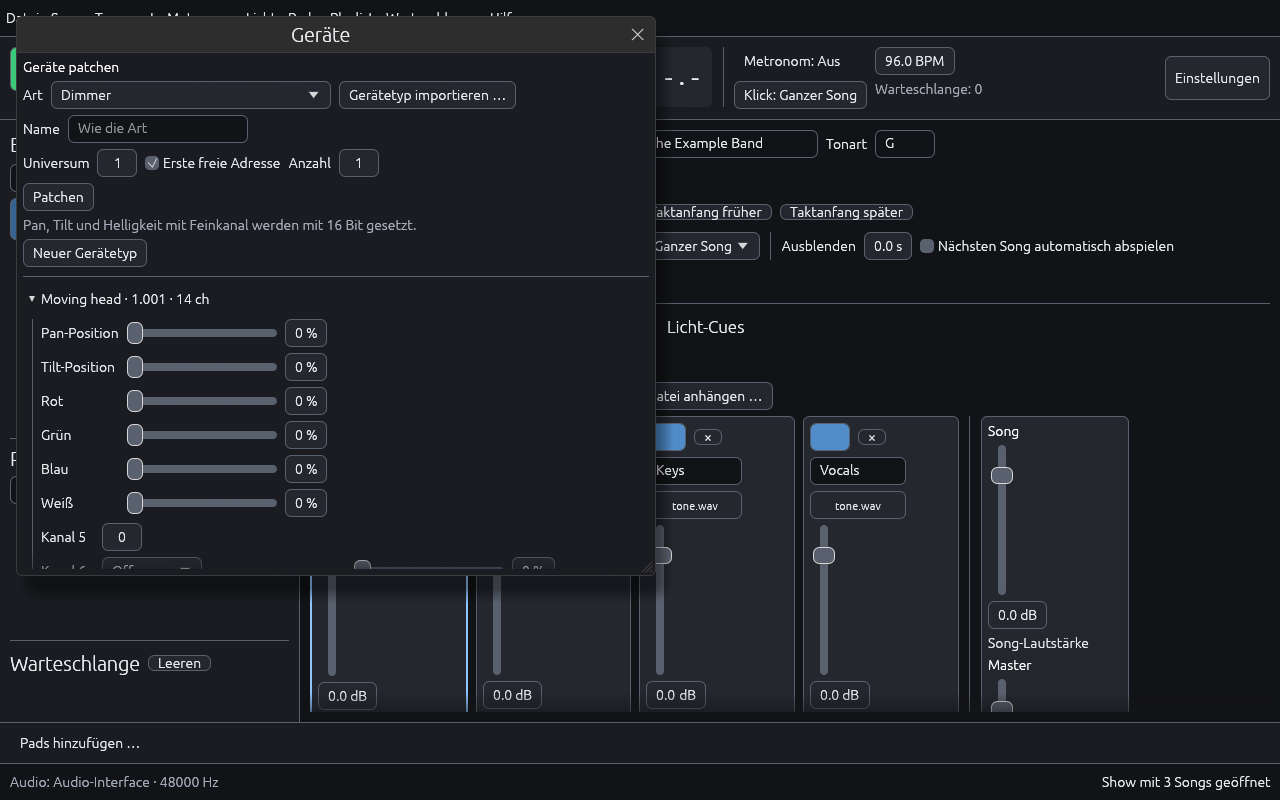 Geräte
Geräte patchen
Art Dimmer Gerätetyp importieren ...
Name Wie die Art
Universum 1 Erste freie Adresse Anzahl 1
Patchen
Pan, Tilt und Helligkeit mit Feinkanal werden mit 16 Bit gesetzt.
Neuer Gerätetyp
Moving head · 1.001 · 14 ch
Pan-Position 0 %
Tilt-Position 0 %
Rot 0 %
Grün 0 %
Blau 0 %
Weiß 0 %
Kanal 5 0
- . -
Metronom: Aus 96.0 BPM
Klick: Ganzer Song Warteschlange: 0
Einstellungen
he Example Band Tonart G
Taktanfang früher Taktanfang später
Ganzer Song Ausblenden 0.0 s Nächsten Song automatisch abspielen
Licht-Cues
atei anhängen ...
× × Song
Keys Vocals
tone.wav tone.wav
0.0 dB
Song-Lautstärke
Master
0.0 dB 0.0 dB 0.0 dB 0.0 dB
Warteschlange Leeren
Pads hinzufügen ...
Audio: Audio-Interface · 48000 Hz Show mit 3 Songs geöffnet